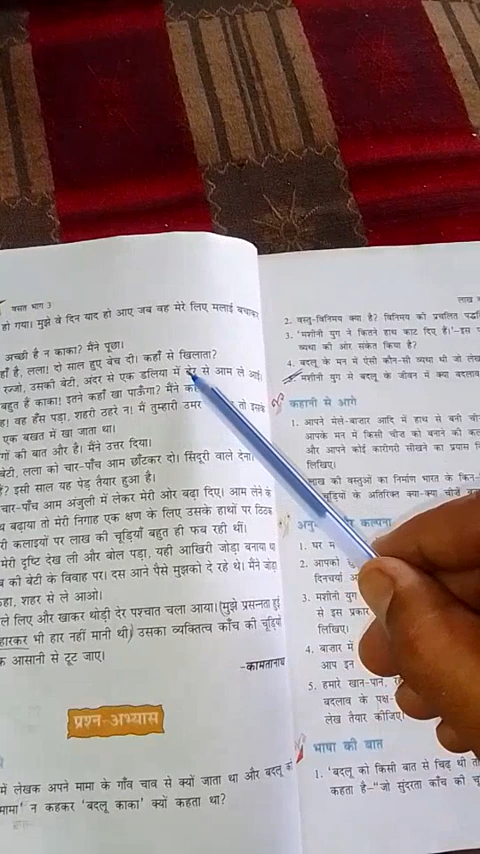 वसंत भाग 3
हो गया। मुझे वे दिन याद हो आए जब वह मेरे लिए मलाई बचाकर
अच्छी है न काका? मैंने पूछा।
हाँ है, लला! दो साल हुए बेच दी। कहाँ से खिलाता?
रज्जो, उसकी बेटी, अंदर से एक डलिया में ढेर से आम ले आई।
बहुत हैं काका! इतने कहाँ खा पाऊँगा? मैंने
वह हँस पड़ा, शहरी ठहरे न! मैं तुम्हारी उमर तो इसके
एक बखत में खा जाता था।
की बात और है। मैंने उत्तर दिया।
बेटी, लला को चार-पाँच आम छाँटकर दो। सिंदूरी वाले देना।
इसी साल यह पेड़ तैयार हुआ है।
चार-पाँच आम अंजुली में लेकर मेरी ओर बढ़ा दिए। आम लेने के
थ बढ़ाया तो मेरी निगाह एक क्षण के लिए उसके हाथों पर ठिठक
री कलाइयों पर लाख की चूड़ियाँ बहुत ही फब रही थीं।
मेरी दृष्टि देख ली और बोल पड़ा, यही आखिरी जोड़ा बनाया था
की बेटी के विवाह पर। दस आने पैसे मुझको दे रहे थे। मैंने जोड़ा
हा, शहर से ले आओ।
ले लिए और खाकर थोड़ी देर पश्चात चला आया। (मुझे प्रसन्नता हुई
हारकर भी हार नहीं मानी थी।) उसका व्यक्तित्व काँच की चूड़ियों
आसानी से टूट जाए।
-कामतानाथ
प्रश्न-अभ्यास
में लेखक अपने मामा के गाँव चाव से क्यों जाता था और बदलू को
मामा' न कहकर 'बदलू काका' क्यों कहता था?
लाख
2. वस्तु-विनिमय क्या है? विनिमय की प्रचलित पद्धति
3. 'मशीनी युग ने कितने हाथ काट दिए हैं।'-इस
व्यथा की ओर संकेत किया है?
4. बदलू के मन में ऐसी कौन-सी व्यथा थी जो लेख
मशीनी युग से बदलू के जीवन में क्या बदलाव
कहानी से आगे
1. आपने मेले-बाज़ार आदि में हाथ से बनी
आपके मन में किसी चीज़ को बनाने की
और आपने कोई कारीगरी सीखने का प्रयास
लिखिए।
लाख की वस्तुओं का निर्माण भारत के किन-
चूड़ियों के अतिरिक्त क्या-क्या चीज़ें
कल्पना
1. घर
2. आपको
दिनचर्या
3. मशीनी युग
से इस प्रकार
लिखिए।
4. बाज़ार में
आप इन
5. हमारे खान-पान,
बदलाव के पक्ष-
लेख तैयार कीजिए।
भाषा की बात
1. 'बदलू को किसी बात से चिढ़ थी
कहता है-"जो सुंदरता काँच की